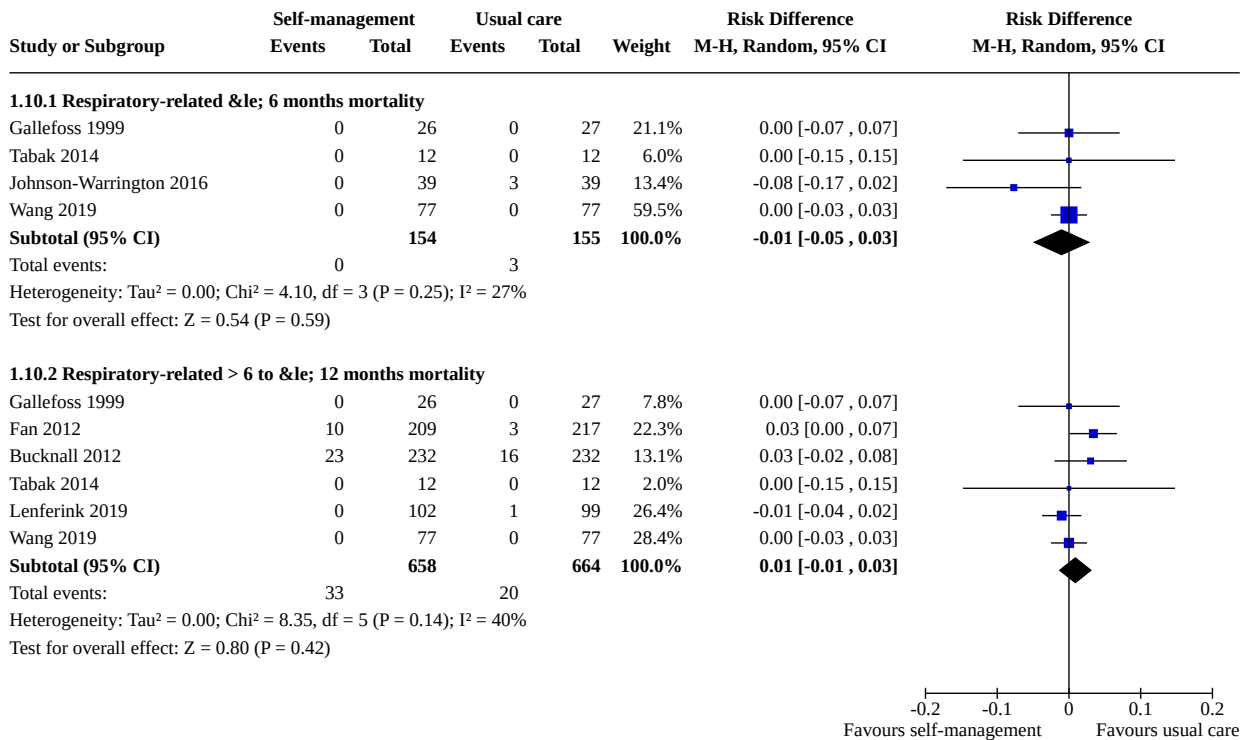 Self-management Usual care Risk Difference Risk Difference
Study or Subgroup Events Total Events Total Weight M-H, Random, 95% CI M-H, Random, 95% CI
1.10.1 Respiratory-related &le; 6 months mortality
Gallefoss 1999 0 26 0 27 21.1% 0.00 [-0.07 , 0.07]
Tabak 2014 0 12 0 12 6.0% 0.00 [-0.15 , 0.15]
Johnson-Warrington 2016 0 39 3 39 13.4% -0.08 [-0.17 , 0.02]
Wang 2019 0 77 0 77 59.5% 0.00 [-0.03 , 0.03]
Subtotal (95% CI) 154 155 100.0% -0.01 [-0.05 , 0.03]
Total events: 0 3
Heterogeneity: Tau² = 0.00; Chi² = 4.10, df = 3 (P = 0.25); I² = 27%
Test for overall effect: Z = 0.54 (P = 0.59)
1.10.2 Respiratory-related > 6 to &le; 12 months mortality
Gallefoss 1999 0 26 0 27 7.8% 0.00 [-0.07 , 0.07]
Fan 2012 10 209 3 217 22.3% 0.03 [0.00 , 0.07]
Bucknall 2012 23 232 16 232 13.1% 0.03 [-0.02 , 0.08]
Tabak 2014 0 12 0 12 2.0% 0.00 [-0.15 , 0.15]
Lenferink 2019 0 102 1 99 26.4% -0.01 [-0.04 , 0.02]
Wang 2019 0 77 0 77 28.4% 0.00 [-0.03 , 0.03]
Subtotal (95% CI) 658 664 100.0% 0.01 [-0.01 , 0.03]
Total events: 33 20
Heterogeneity: Tau² = 0.00; Chi² = 8.35, df = 5 (P = 0.14); I² = 40%
Test for overall effect: Z = 0.80 (P = 0.42)
-0.2 -0.1 0 0.1 0.2
Favours self-management Favours usual care